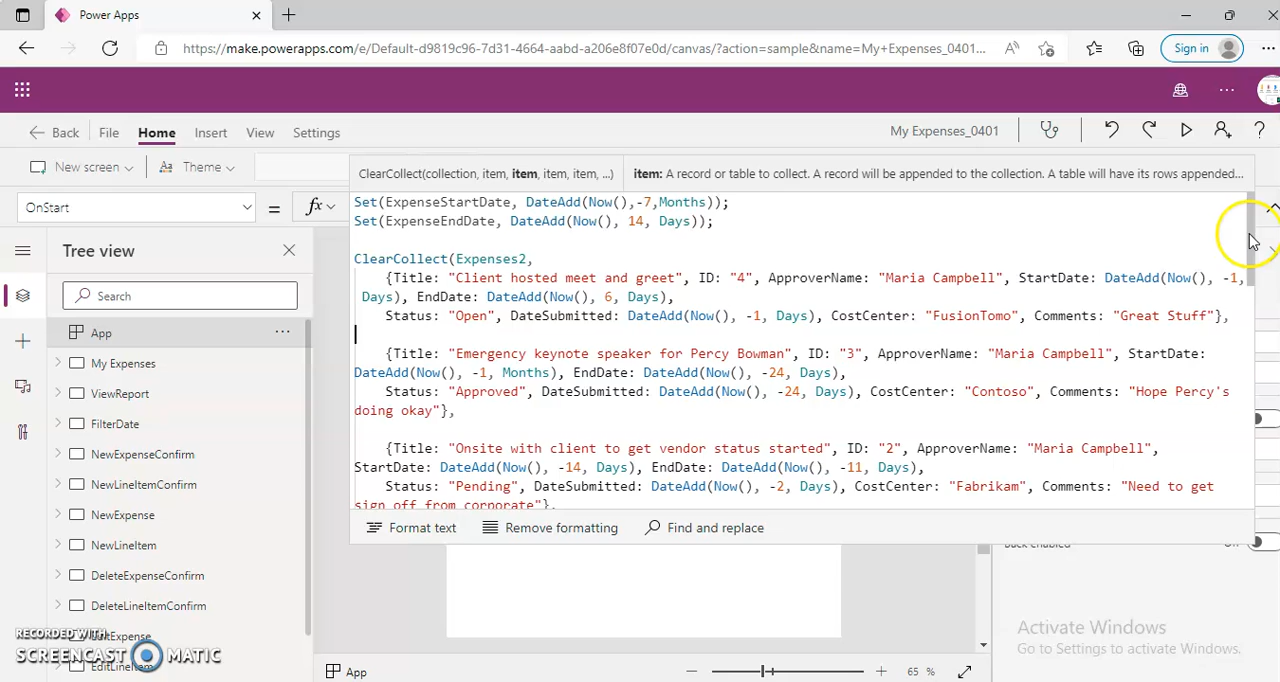 Power Apps
https://make.powerapps.com/e/Default-d9819c96-7d31-4664-aabd-a206e8f07e0d/canvas/?action=sample&name=My+Expenses_0401...
Sign in
Back File Home Insert View Settings
My Expenses_0401
New screen Theme
ClearCollect(collection, item, item, item, item, ...)
item: A record or table to collect. A record will be appended to the collection. A table will have its rows appended...
OnStart
= fx
Set(ExpenseStartDate, DateAdd(Now(),-7,Months));
Set(ExpenseEndDate, DateAdd(Now(), 14, Days));
ClearCollect(Expenses2,
{Title: "Client hosted meet and greet", ID: "4", ApproverName: "Maria Campbell", StartDate: DateAdd(Now(), -1,
Days), EndDate: DateAdd(Now(), 6, Days),
Status: "Open", DateSubmitted: DateAdd(Now(), -1, Days), CostCenter: "FusionTomo", Comments: "Great Stuff"},
{Title: "Emergency keynote speaker for Percy Bowman", ID: "3", ApproverName: "Maria Campbell", StartDate:
DateAdd(Now(), -1, Months), EndDate: DateAdd(Now(), -24, Days),
Status: "Approved", DateSubmitted: DateAdd(Now(), -24, Days), CostCenter: "Contoso", Comments: "Hope Percy's
doing okay"},
{Title: "Onsite with client to get vendor status started", ID: "2", ApproverName: "Maria Campbell",
StartDate: DateAdd(Now(), -14, Days), EndDate: DateAdd(Now(), -11, Days),
Status: "Pending", DateSubmitted: DateAdd(Now(), -2, Days), CostCenter: "Fabrikam", Comments: "Need to get
sign off from corporate"},
Format text Remove formatting Find and replace
Tree view
Search
App
My Expenses
ViewReport
FilterDate
NewExpenseConfirm
NewLineItemConfirm
NewExpense
NewLineItem
DeleteExpenseConfirm
DeleteLineItemConfirm
EditExpense
EditLineItem
RECORDED WITH
SCREENCAST MATIC
App
65 %
Activate Windows
Go to Settings to activate Windows.